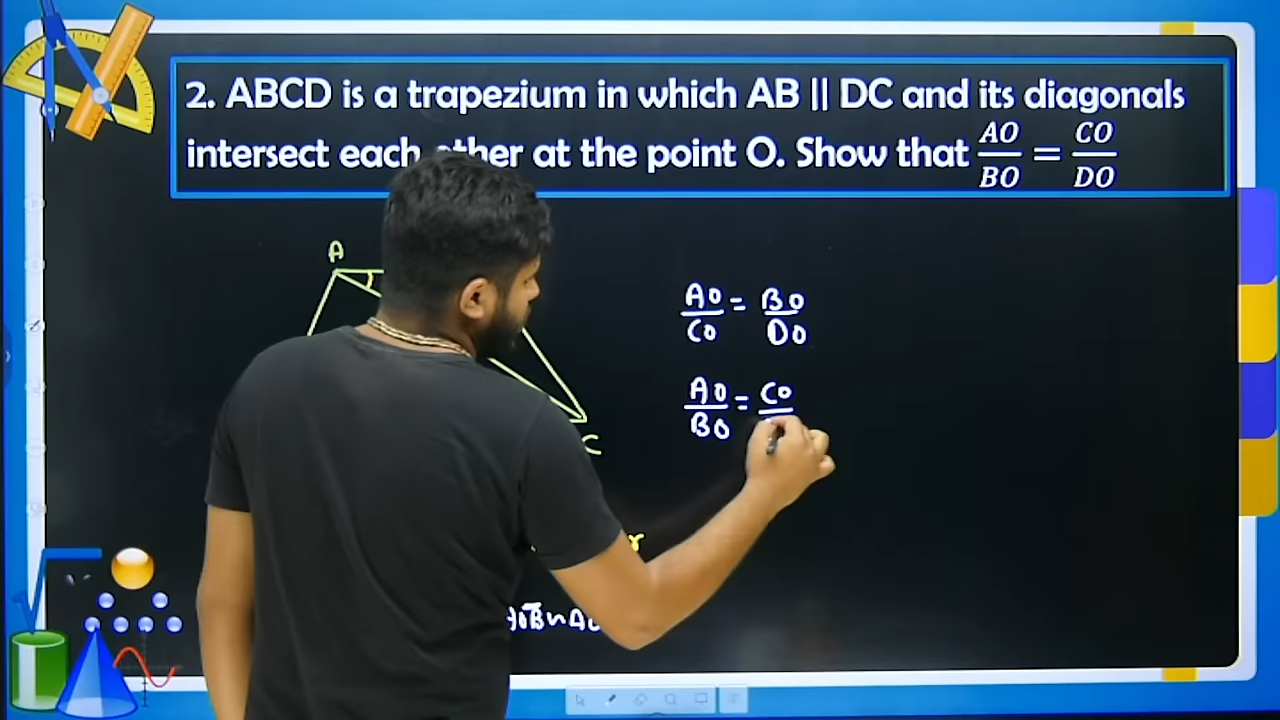 2. ABCD is a trapezium in which AB || DC and its diagonals
intersect each other at the point O. Show that AO/BO = CO/DO
A
AO/CO = BO/DO
AO/BO = CO/
C